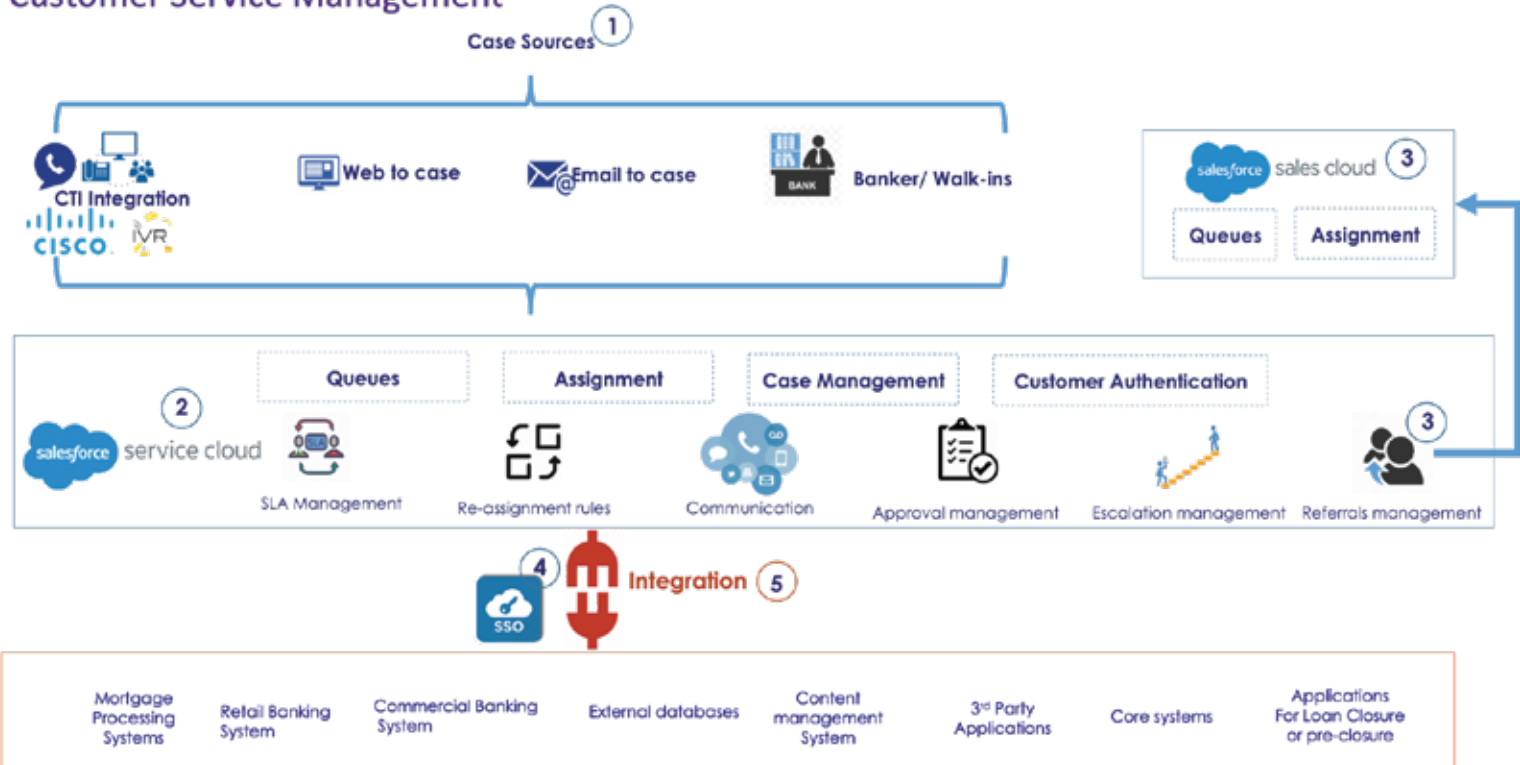 Customer Service Management
Case Sources
1
CTI Integration
CISCO
IVR
Web to case
Email to case
BANK
Banker/ Walk-ins
salesforce sales cloud
3
Queues
Assignment
Queues
Assignment
Case Management
Customer Authentication
2
salesforce service cloud
SLA
3
SLA Management
Re-assignment rules
Communication
Approval management
Escalation management
Referrals management
4
SSO
Integration
5
Mortgage
Processing
Systems
Retail Banking
System
Commercial Banking
System
External databases
Content
management
System
3rd Party
Applications
Core systems
Applications
For Loan Closure
or pre-closure